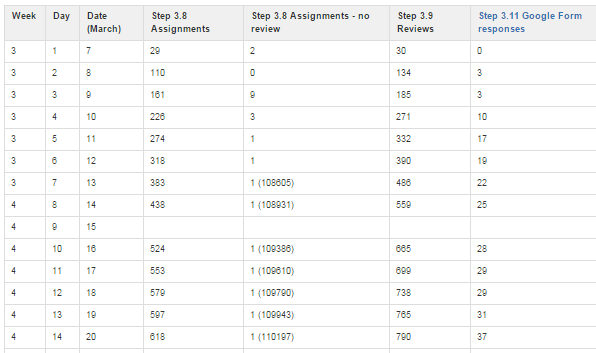 Week Day Date (March) Step 3.8 Assignments Step 3.8 Assignments - no review Step 3.9 Reviews Step 3.11 Google Form responses
3 1 7 29 2 30 0
3 2 8 110 0 134 3
3 3 9 161 9 185 3
3 4 10 226 3 271 10
3 5 11 274 1 332 17
3 6 12 318 1 390 19
3 7 13 383 1 (108605) 486 22
4 8 14 438 1 (108931) 559 25
4 9 15
4 10 16 524 1 (109386) 665 28
4 11 17 553 1 (109610) 699 29
4 12 18 579 1 (109790) 738 29
4 13 19 597 1 (109943) 765 31
4 14 20 618 1 (110197) 790 37